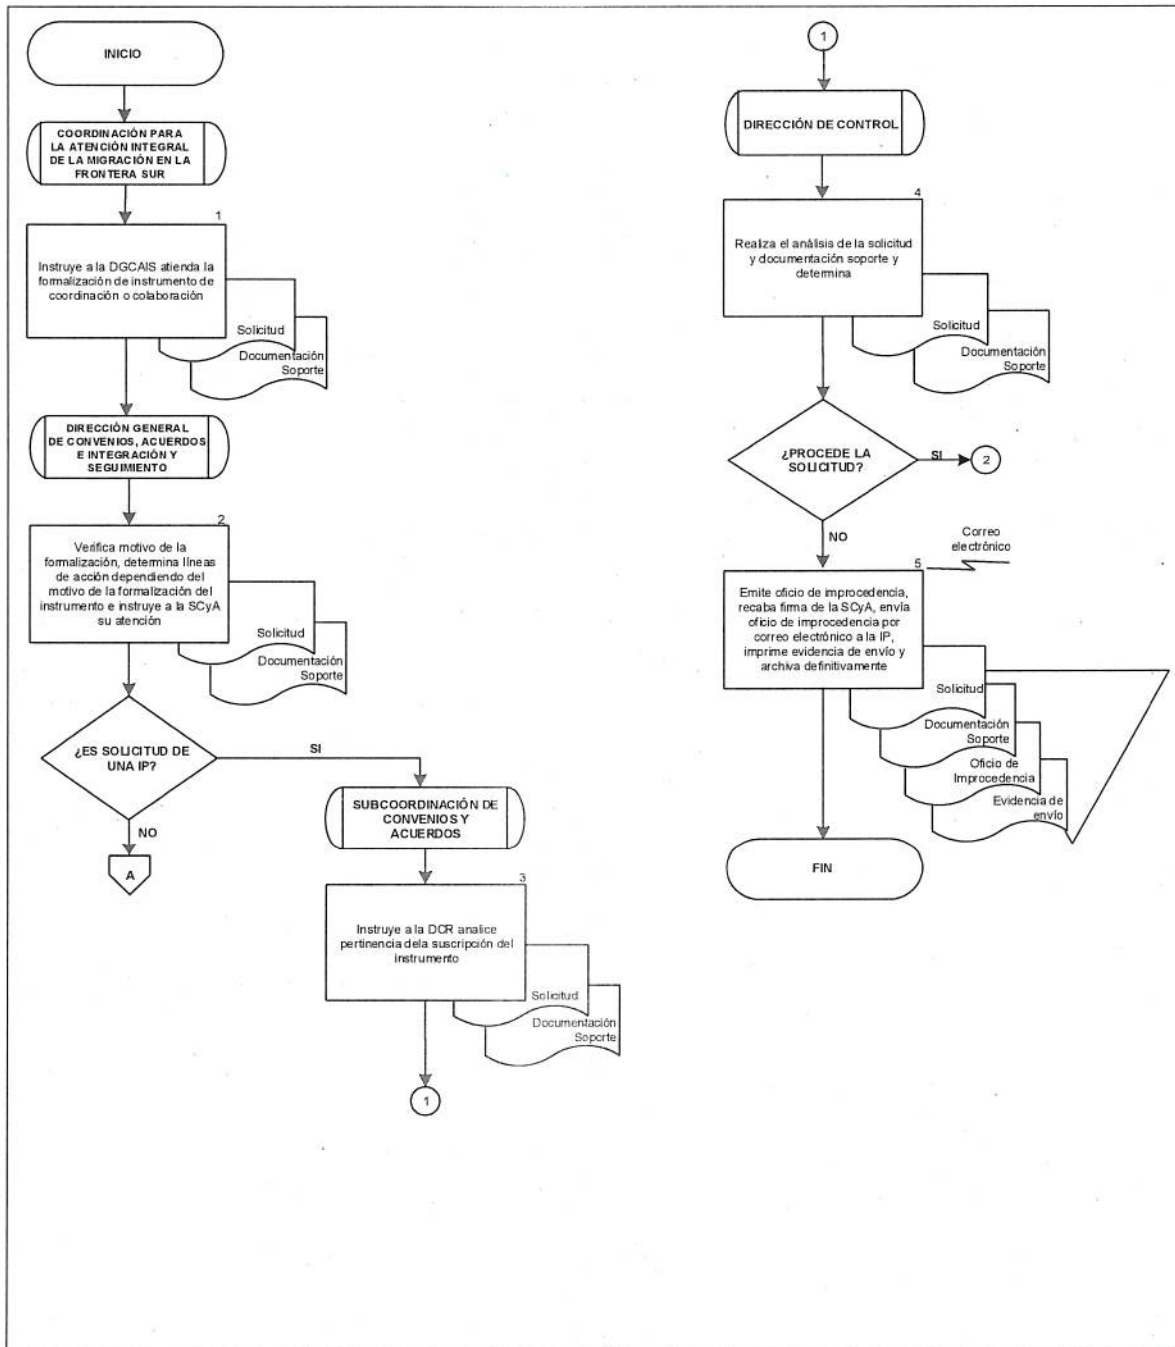 INICIO
COORDINACIÓN PARA
LA ATENCIÓN INTEGRAL
DE LA MIGRACIÓN EN LA
FRONTERA SUR
1
Instruye a la DGCAIS atienda la
formalización de instrumento de
coordinación o colaboración
Solicitud
Documentación
Soporte
DIRECCIÓN GENERAL
DE CONVENIOS, ACUERDOS
E INTEGRACIÓN Y
SEGUIMIENTO
2
Verifica motivo de la
formalización, determina líneas
de acción dependiendo del
motivo de la formalización del
instrumento e instruye a la SCyA
su atención
Solicitud
Documentación
Soporte
¿ES SOLICITUD DE
UNA IP?
SI
NO
A
SUBCOORDINACIÓN DE
CONVENIOS Y
ACUERDOS
3
Instruye a la DCR analice
pertinencia dela suscripción del
instrumento
Solicitud
Documentación
Soporte
1
1
DIRECCIÓN DE CONTROL
4
Realiza el análisis de la solicitud
y documentación soporte y
determina
Solicitud
Documentación
Soporte
¿PROCEDE LA
SOLICITUD?
SI
2
NO
Correo
electrónico
5
Emite oficio de improcedencia,
recaba firma de la SCyA, envía
oficio de improcedencia por
correo electrónico a la IP,
imprime evidencia de envío y
archiva definitivamente
Solicitud
Documentación
Soporte
Oficio de
Improcedencia
Evidencia de
envío
FIN